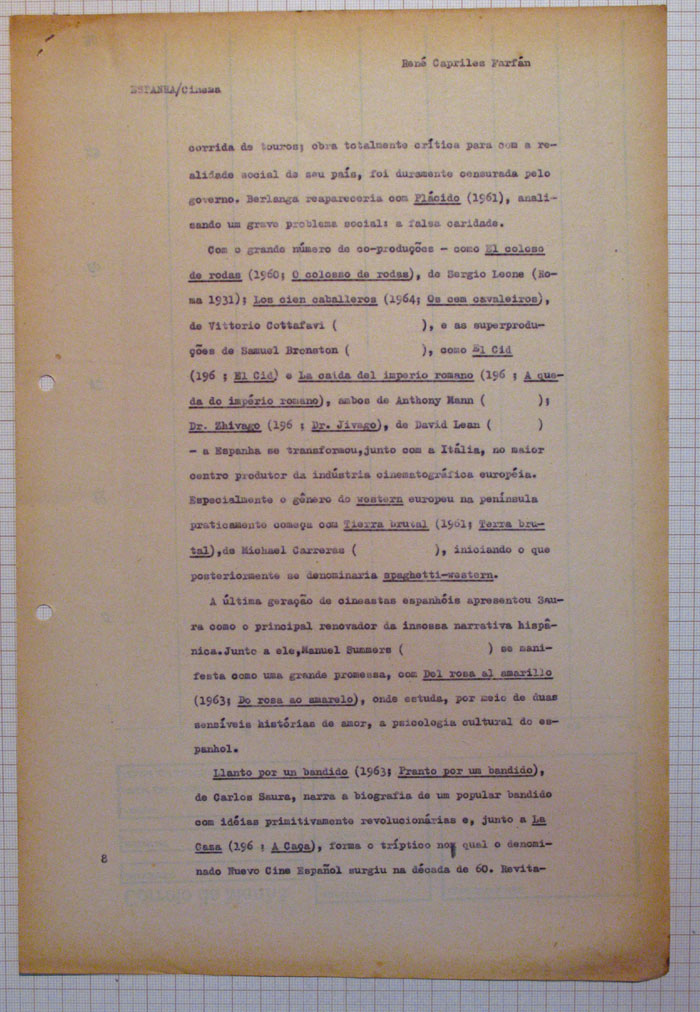 René Capriles Farfán
ESPANHA/Cinema
corrida de touros; obra totalmente crítica para com a re-
alidade social de seu país, foi duramente censurada pelo
governo. Berlanga reapareceria com Plácido (1961), anali-
sando um grave problema social: a falsa caridade.
Com o grande número de co-produções - como El coloso
de rodas (1960; O colosso de rodas), de Sergio Leone (Ro-
ma 1931); Los cien caballeros (1964; Os cem cavaleiros),
de Vittorio Cottafavi ( ), e as superprodu-
ções de Samuel Bronston ( ), como El Cid
(196 ; El Cid) e La caída del imperio romano (196 ; A que-
da do império romano), ambos de Anthony Mann ( );
Dr. Zhivago (196 ; Dr. Jivago), de David Lean ( )
- a Espanha se transformou,junto com a Itália, no maior
centro produtor da indústria cinematográfica européia.
Especialmente o gênero do western europeu na península
praticamente começa com Tierra brutal (1961; Terra bru-
tal),de Michael Carreras ( ), iniciando o que
posteriormente se denominaria spaghetti-western.
A última geração de cineastas espanhóis apresentou Sau-
ra como o principal renovador da insossa narrativa hispâ-
nica.Junto a ele,Manuel Summers ( ) se mani-
festa como uma grande promessa, com Del rosa al amarillo
(1963; Do rosa ao amarelo), onde estuda, por meio de duas
sensíveis histórias de amor, a psicologia cultural do es-
panhol.
Llanto por un bandido (1963; Pranto por um bandido),
de Carlos Saura, narra a biografia de um popular bandido
com idéias primitivamente revolucionárias e, junto a La
Caza (196 ; A Caça), forma o tríptico no qual o denomi-
nado Nuevo Cine Español surgiu na década de 60. Revita-
8
Correio da Manhã